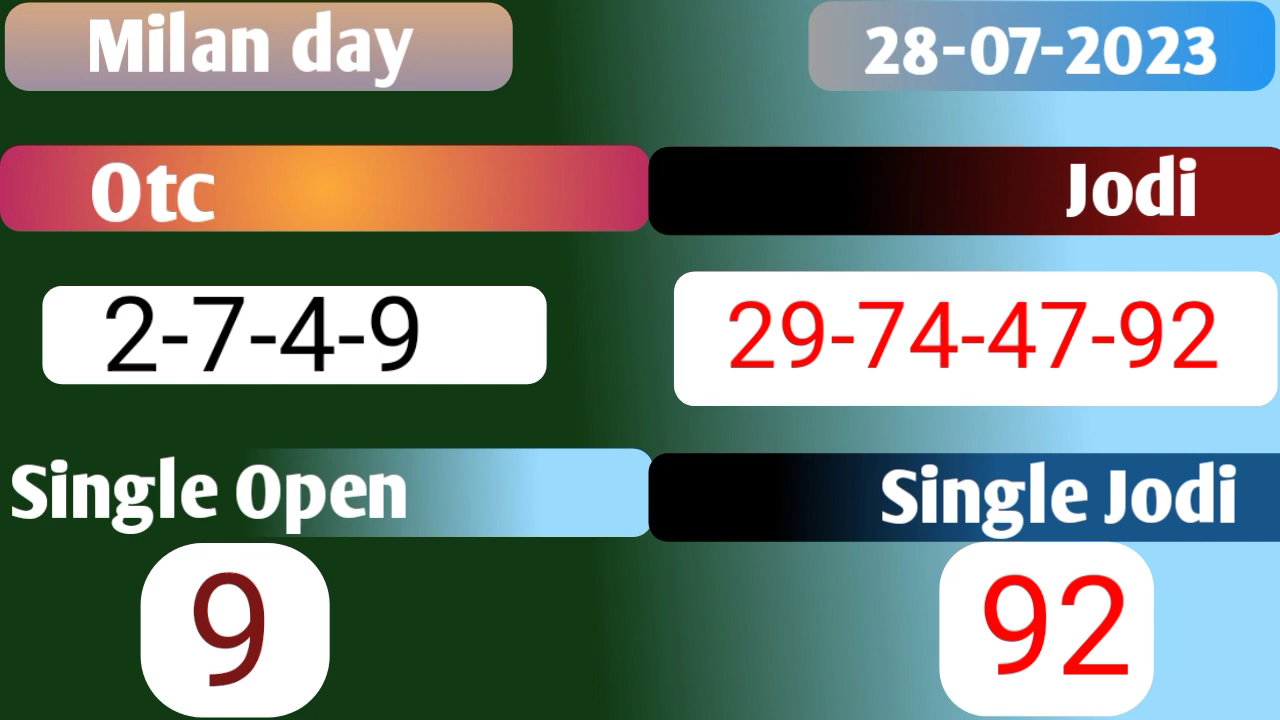 Milan day
28-07-2023
Otc
Jodi
2-7-4-9
29-74-47-92
Single Open
Single Jodi
9
92